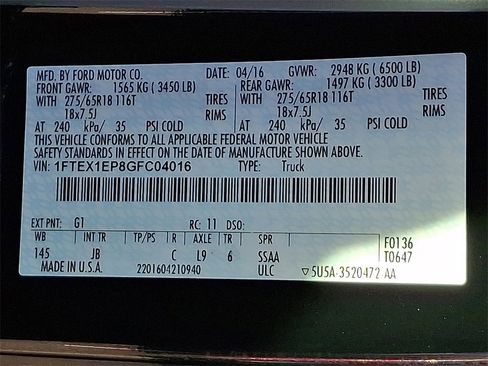 MFD. BY FORD MOTOR CO. DATE: 04/16 GVWR: 2948 KG ( 6500 LB)
FRONT GAWR: 1565 KG ( 3450 LB) REAR GAWR: 1497 KG ( 3300 LB)
WITH 275/65R18 116T TIRES WITH 275/65R18 116T TIRES
18x7.5J RIMS 18x7.5J RIMS
AT 240 kPa/ 35 PSI COLD AT 240 kPa/ 35 PSI COLD
THIS VEHICLE CONFORMS TO ALL APPLICABLE FEDERAL MOTOR VEHICLE
SAFETY STANDARDS IN EFFECT ON THE DATE OF MANUFACTURE SHOWN ABOVE.
VIN: 1FTEX1EP8GFC04016 TYPE: Truck
EXT PNT: G1 RC: 11 DSO:
WB INT TR TP/PS R AXLE TR SPR F0136
145 JB C L9 6 SSAA T0647
MADE IN U.S.A. 2201604210940 ULC ▽5U5A-3520472-AA